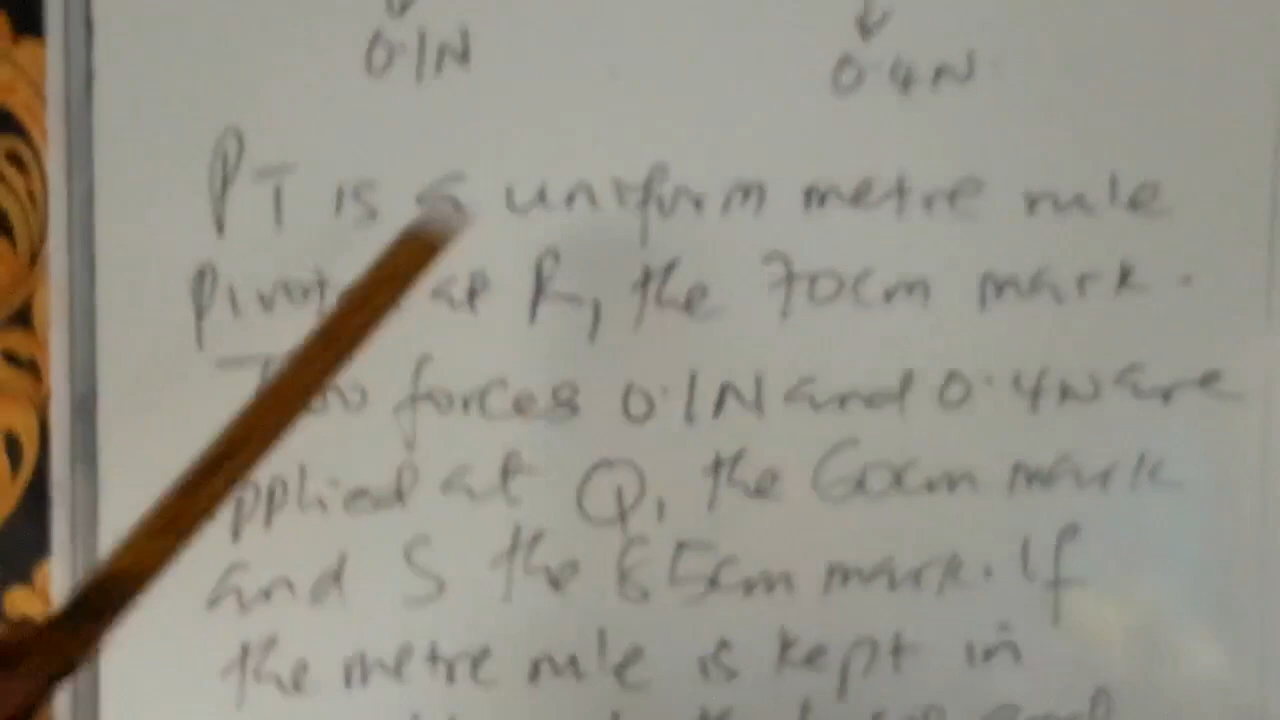 0.1N 0.4N
PT is a uniform metre rule
at R, the 70cm mark.
forces 0.1N and 0.4N are
applied at Q, the 60cm mark
and S the 85cm mark. If
the metre rule is kept in